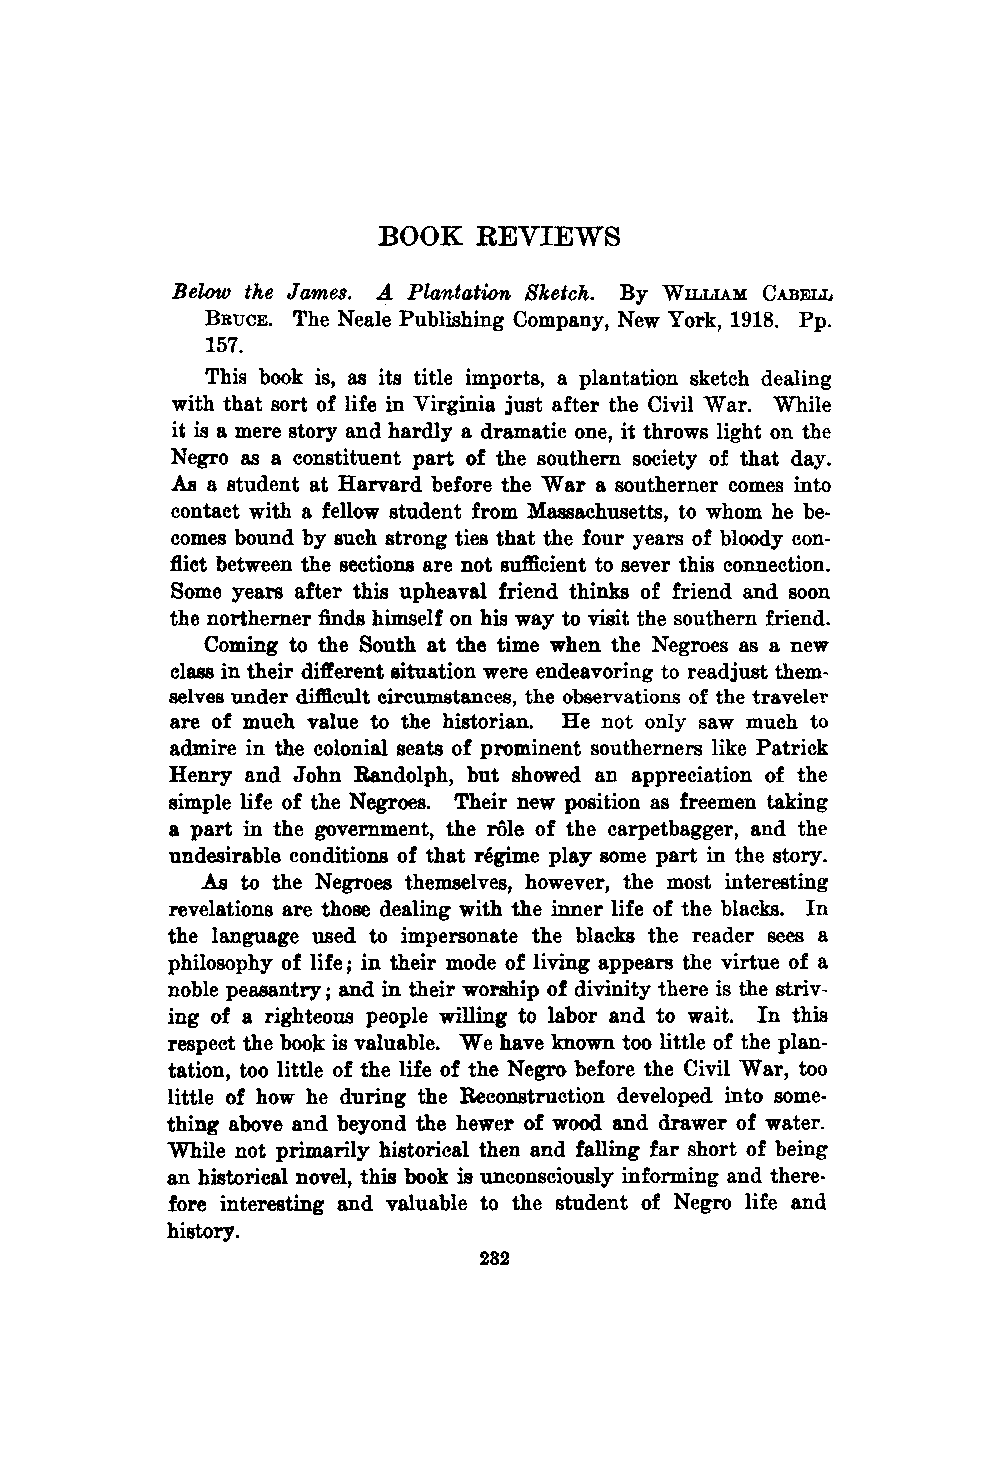 BOOK REVIEWS
Below the James. A Plantation Sketch. By WILLIAM CABELL
BRUCE. The Neale Publishing Company, New York, 1918. Pp.
157.
This book is, as its title imports, a plantation sketch dealing
with that sort of life in Virginia just after the Civil War. While
it is a mere story and hardly a dramatic one, it throws light on the
Negro as a constituent part of the southern society of that day.
As a student at Harvard before the War a southerner comes into
contact with a fellow student from Massachusetts, to whom he be-
comes bound by such strong ties that the four years of bloody con-
flict between the sections are not sufficient to sever this connection.
Some years after this upheaval friend thinks of friend and soon
the northerner finds himself on his way to visit the southern friend.
Coming to the South at the time when the Negroes as a new
class in their different situation were endeavoring to readjust them-
selves under difficult circumstances, the observations of the traveler
are of much value to the historian. He not only saw much to
admire in the colonial seats of prominent southerners like Patrick
Henry and John Randolph, but showed an appreciation of the
simple life of the Negroes. Their new position as freemen taking
a part in the government, the rôle of the carpetbagger, and the
undesirable conditions of that régime play some part in the story.
As to the Negroes themselves, however, the most interesting
revelations are those dealing with the inner life of the blacks. In
the language used to impersonate the blacks the reader sees a
philosophy of life; in their mode of living appears the virtue of a
noble peasantry; and in their worship of divinity there is the striv-
ing of a righteous people willing to labor and to wait. In this
respect the book is valuable. We have known too little of the plan-
tation, too little of the life of the Negro before the Civil War, too
little of how he during the Reconstruction developed into some-
thing above and beyond the hewer of wood and drawer of water.
While not primarily historical then and falling far short of being
an historical novel, this book is unconsciously informing and there-
fore interesting and valuable to the student of Negro life and
history.
282